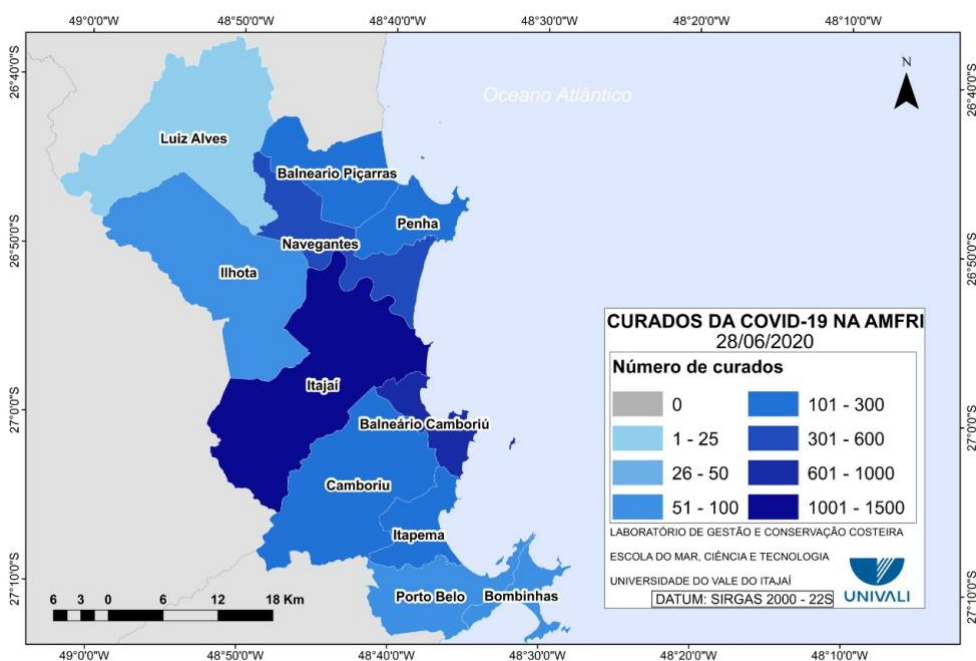 49°0'0"W 48°50'0"W 48°40'0"W 48°30'0"W 48°20'0"W 48°10'0"W
26°40'0"S
26°50'0"S
27°0'0"S
27°10'0"S
26°40'0"S
26°50'0"S
27°0'0"S
27°10'0"S
Oceano Atlântico
N
Luiz Alves
Balneario Piçarras
Penha
Navegantes
Ilhota
Itajaí
Balneário Camboriú
Camboriu
Itapema
Porto Belo
Bombinhas
CURADOS DA COVID-19 NA AMFRI
28/06/2020
Número de curados
0
1 - 25
26 - 50
51 - 100
101 - 300
301 - 600
601 - 1000
1001 - 1500
LABORATÓRIO DE GESTÃO E CONSERVAÇÃO COSTEIRA
ESCOLA DO MAR, CIÊNCIA E TECNOLOGIA
UNIVERSIDADE DO VALE DO ITAJAÍ
DATUM: SIRGAS 2000 - 22S
UNIVALI
6 3 0 6 12 18 Km
49°0'0"W 48°50'0"W 48°40'0"W 48°30'0"W 48°20'0"W 48°10'0"W